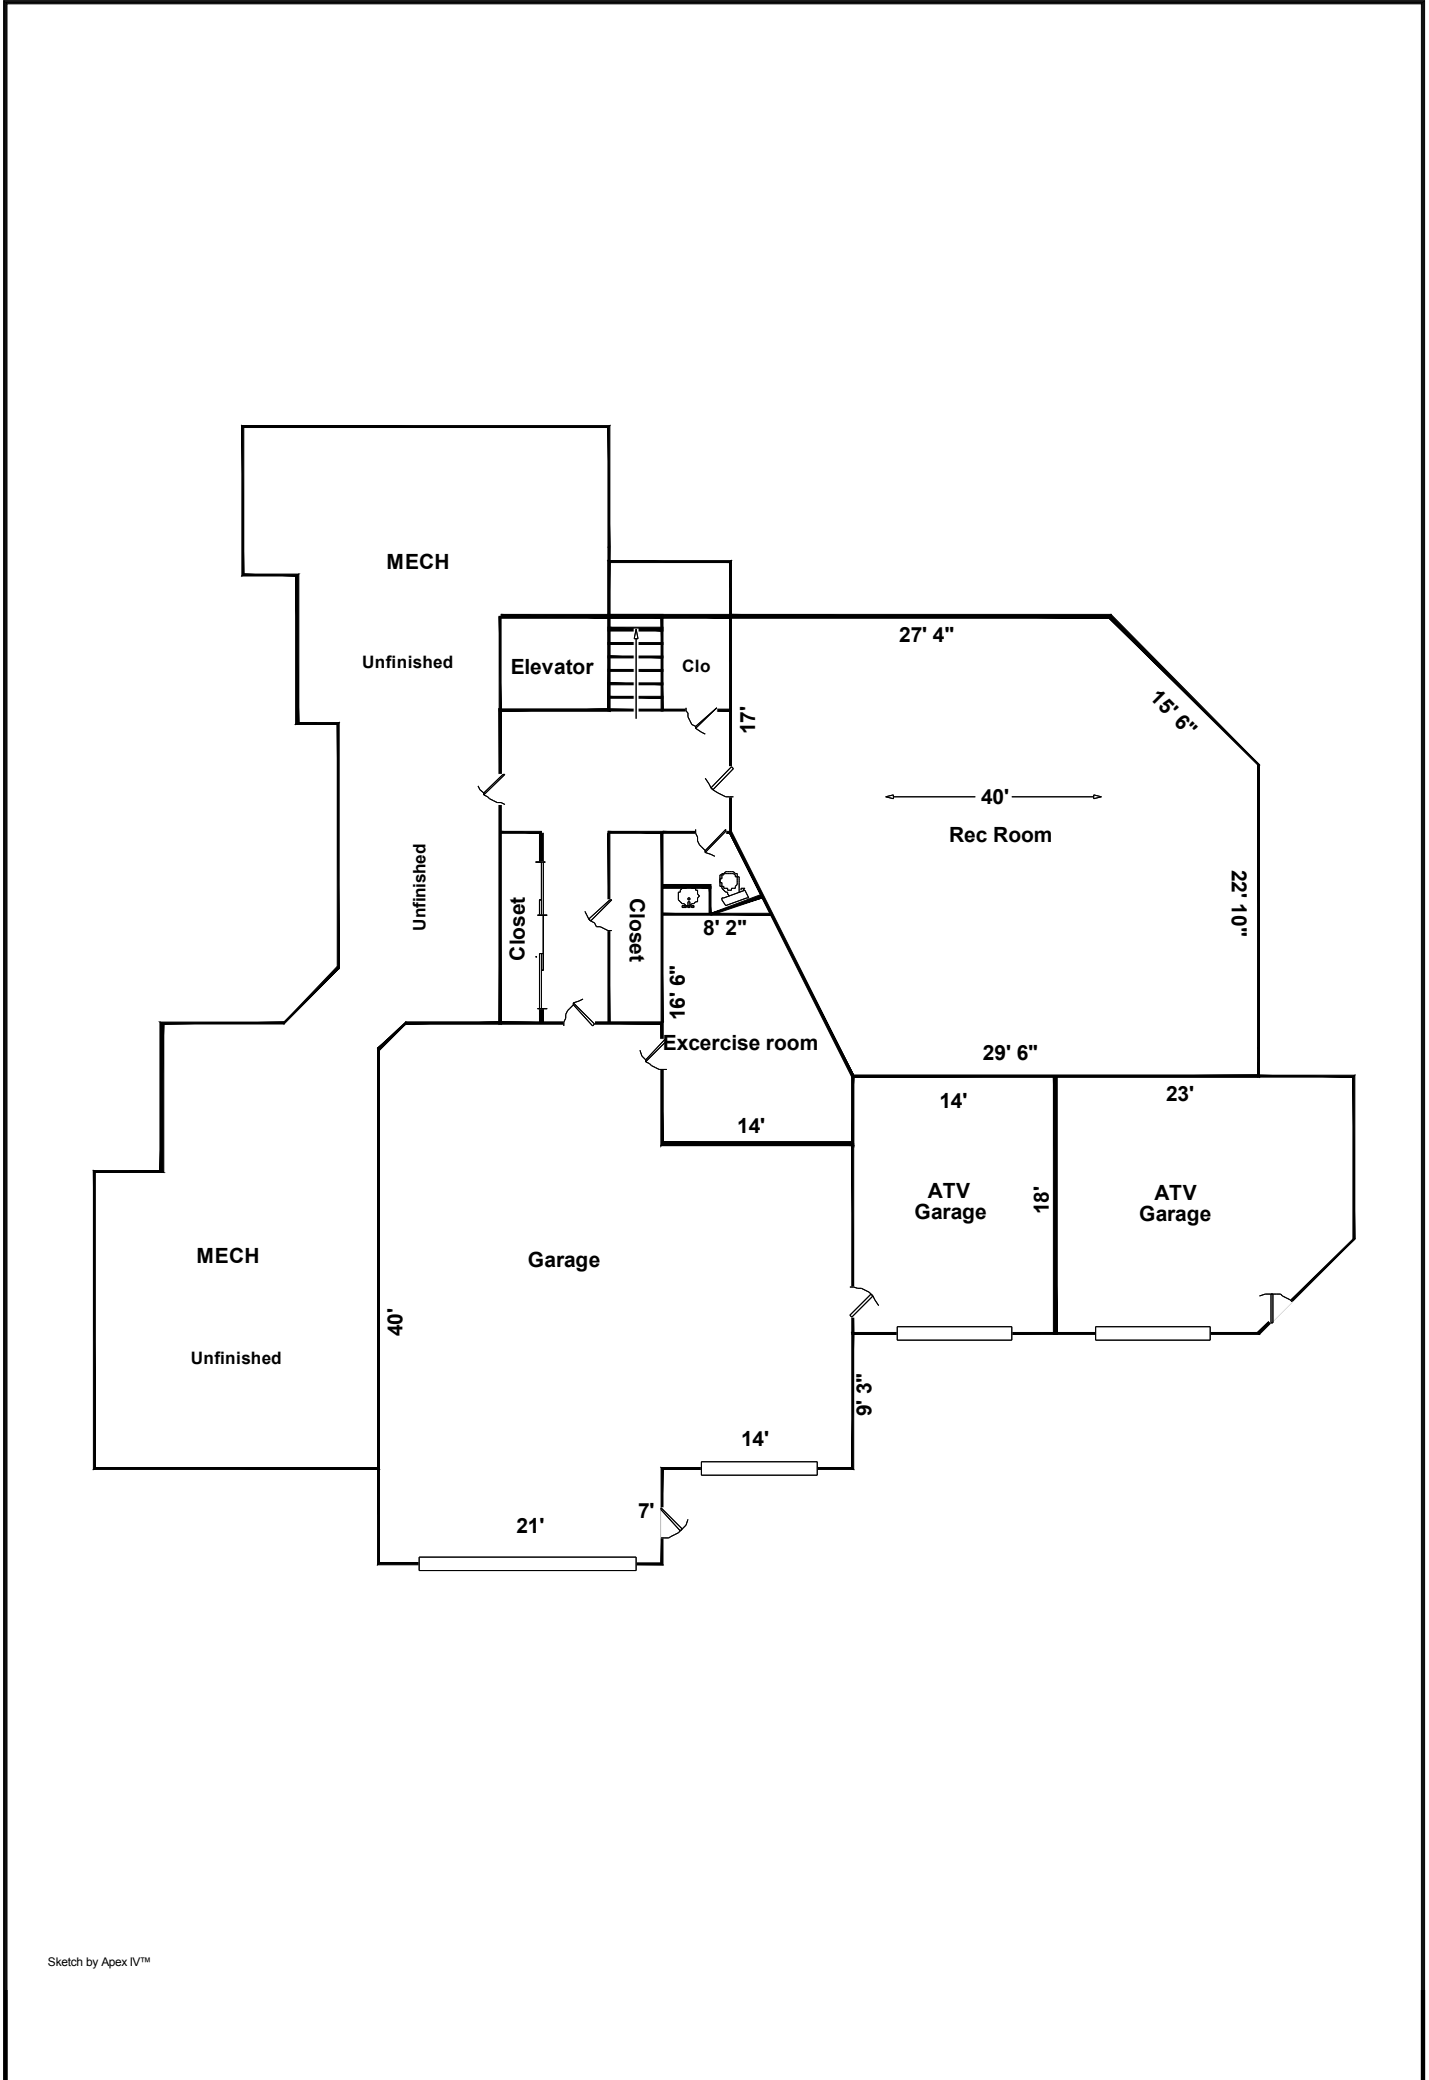 MECH
27' 4"
Unfinished
Elevator
Clo
15' 6"
17'
40'
Rec Room
Unfinished
Closet
Closet
22' 10"
8' 2"
16' 6"
Excercise room
29' 6"
14'
23'
14'
ATV
Garage
18'
ATV
Garage
MECH
Garage
40'
Unfinished
9' 3"
14'
7'
21'
Sketch by Apex IV™